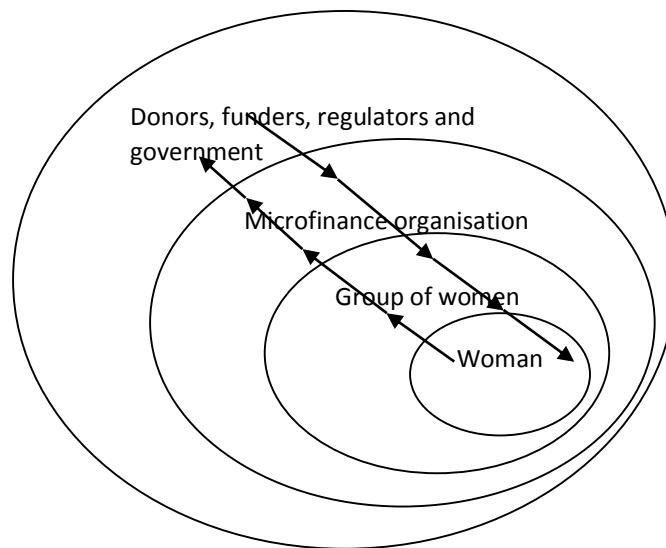 Donors, funders, regulators and
government
Microfinance organisation
Group of women
Woman